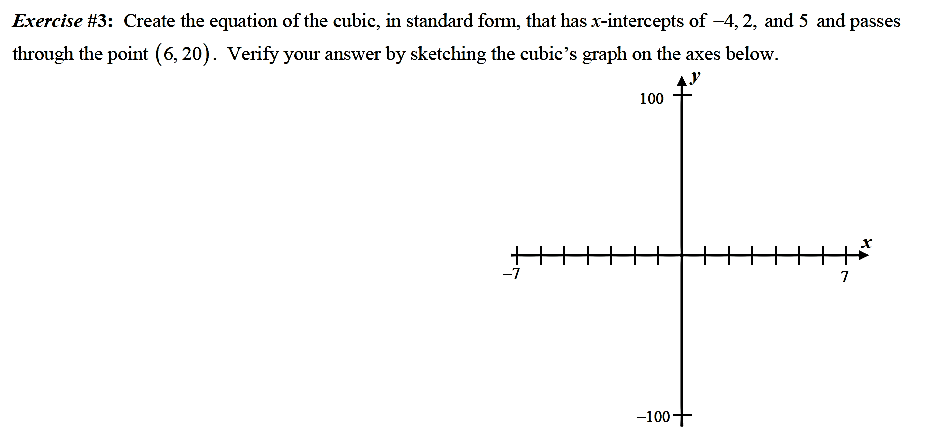 Exercise #3: Create the equation of the cubic, in standard form, that has x-intercepts of –4, 2, and 5 and passes
through the point (6, 20). Verify your answer by sketching the cubic’s graph on the axes below.
y
100
x
–7
7
–100